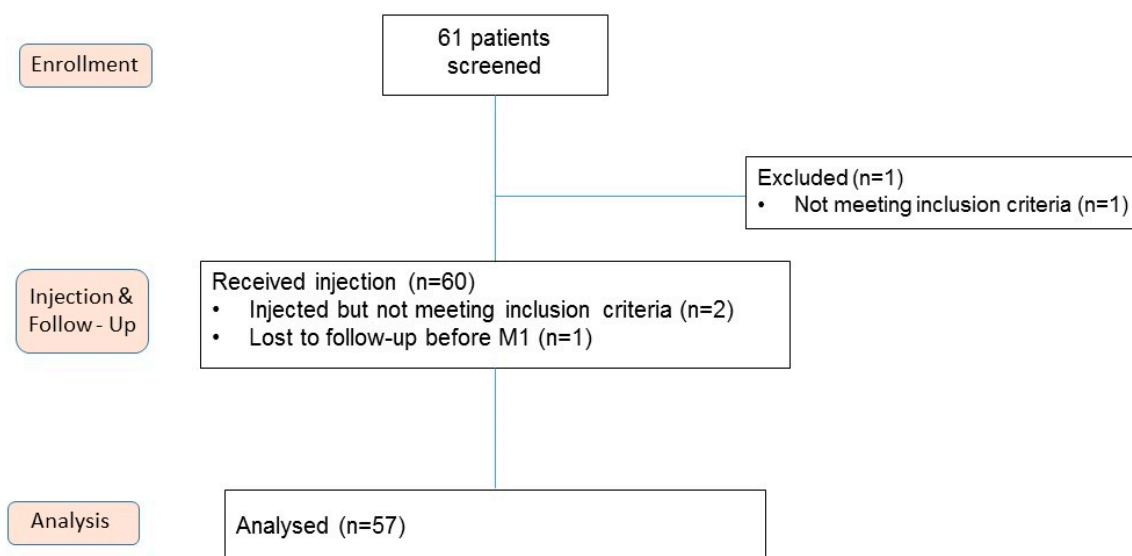 Enrollment
61 patients
screened
Excluded (n=1)
• Not meeting inclusion criteria (n=1)
Injection &
Follow - Up
Received injection (n=60)
• Injected but not meeting inclusion criteria (n=2)
• Lost to follow-up before M1 (n=1)
Analysis
Analysed (n=57)